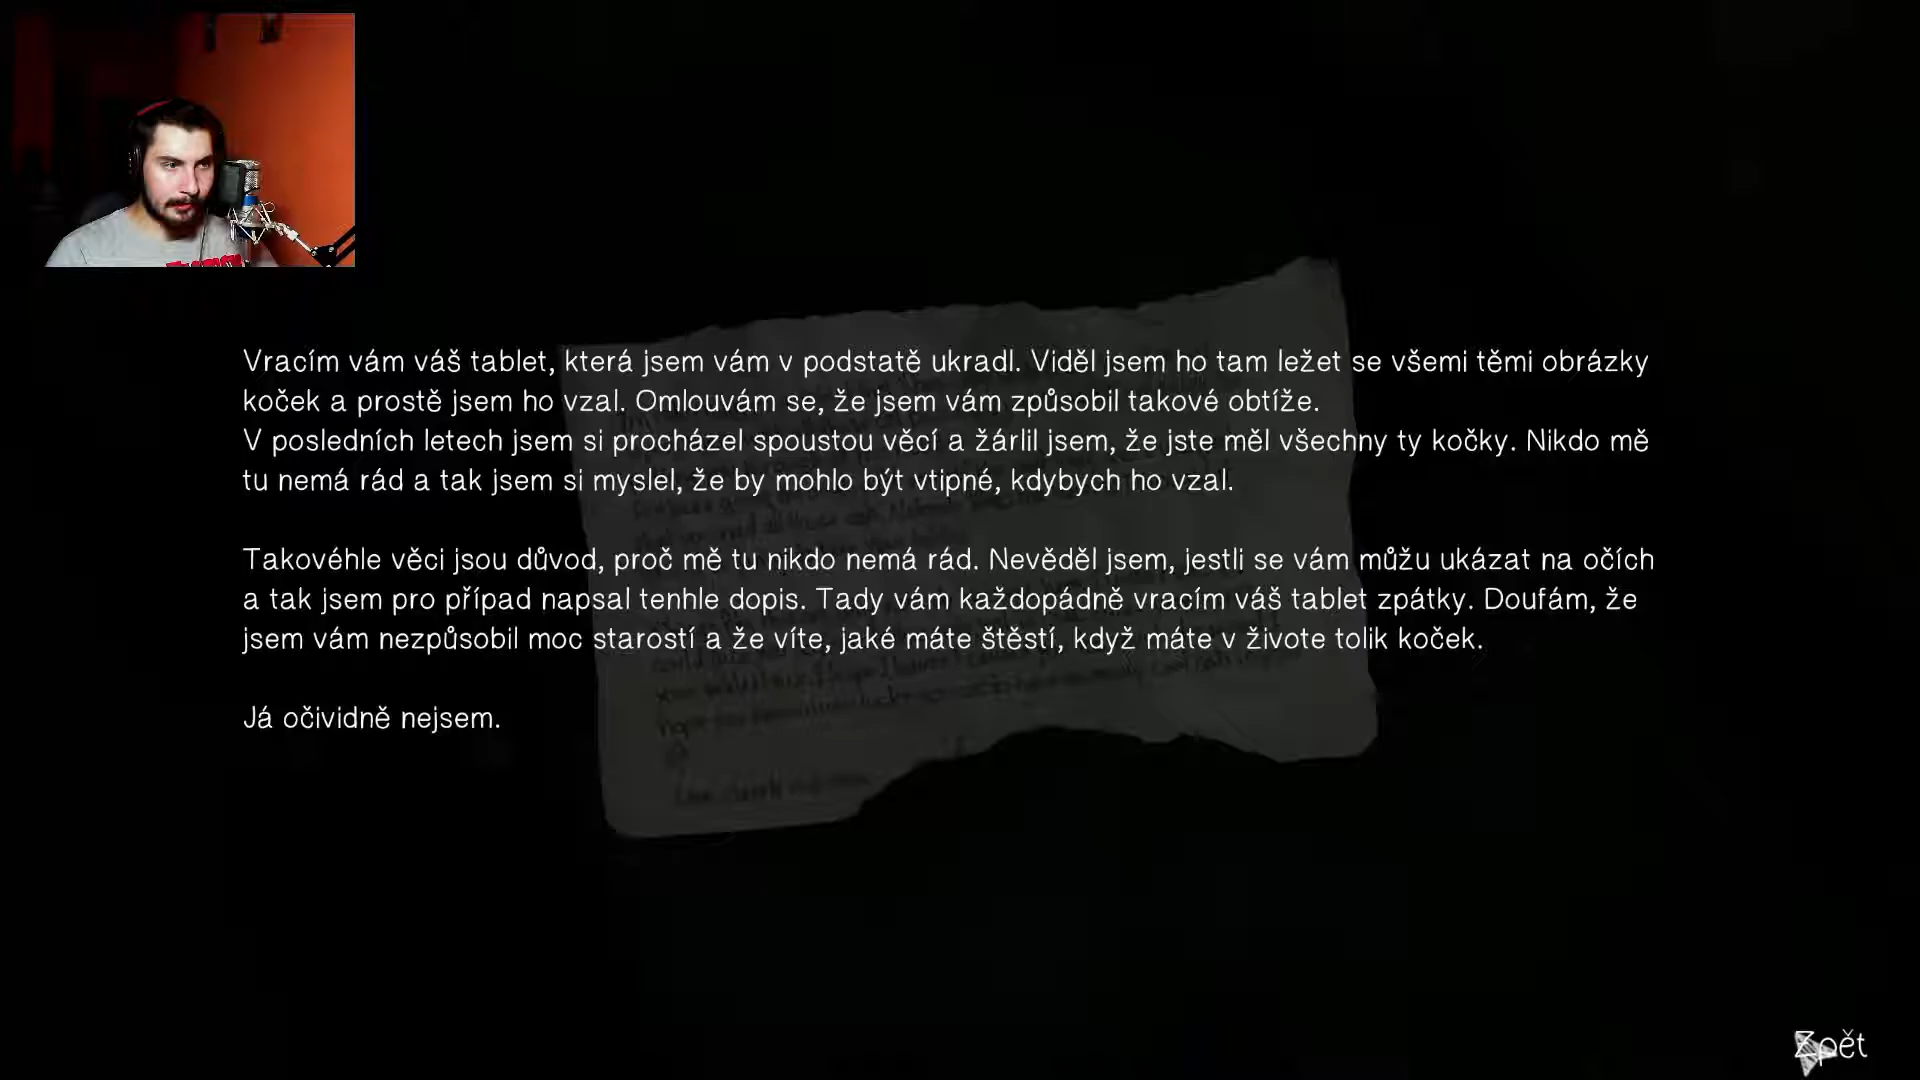 Vracím vám váš tablet, která jsem vám v podstatě ukradl. Viděl jsem ho tam ležet se všemi těmi obrázky
koček a prostě jsem ho vzal. Omlouvám se, že jsem vám způsobil takové obtíže.
V posledních letech jsem si procházel spoustou věcí a žárlil jsem, že jste měl všechny ty kočky. Nikdo mě
tu nemá rád a tak jsem si myslel, že by mohlo být vtipné, kdybych ho vzal.
Takovéhle věci jsou důvod, proč mě tu nikdo nemá rád. Nevěděl jsem, jestli se vám můžu ukázat na očích
a tak jsem pro případ napsal tenhle dopis. Tady vám každopádně vracím váš tablet zpátky. Doufám, že
jsem vám nezpůsobil moc starostí a že víte, jaké máte štěstí, když máte v živote tolik koček.
Já očividně nejsem.
Zpět